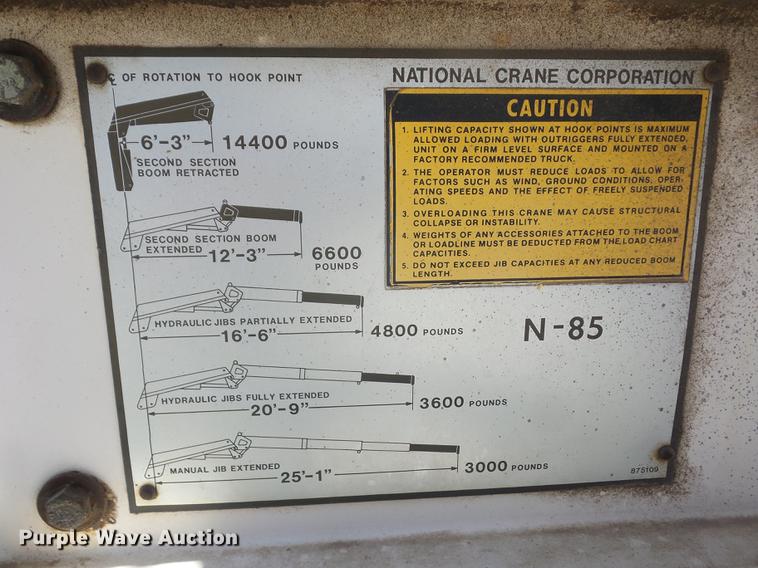 ℄ OF ROTATION TO HOOK POINT
6'-3" 14400 POUNDS
SECOND SECTION
BOOM RETRACTED
SECOND SECTION BOOM
EXTENDED
12'-3" 6600
POUNDS
HYDRAULIC JIBS PARTIALLY EXTENDED
16'-6" 4800 POUNDS
HYDRAULIC JIBS FULLY EXTENDED
20'-9" 3600 POUNDS
MANUAL JIB EXTENDED
25'-1" 3000 POUNDS
NATIONAL CRANE CORPORATION
CAUTION
1. LIFTING CAPACITY SHOWN AT HOOK POINTS IS MAXIMUM
ALLOWED LOADING WITH OUTRIGGERS FULLY EXTENDED,
UNIT ON A FIRM LEVEL SURFACE AND MOUNTED ON A
FACTORY RECOMMENDED TRUCK.
2. THE OPERATOR MUST REDUCE LOADS TO ALLOW FOR
FACTORS SUCH AS WIND, GROUND CONDITIONS, OPER-
ATING SPEEDS AND THE EFFECT OF FREELY SUSPENDED
LOADS.
3. OVERLOADING THIS CRANE MAY CAUSE STRUCTURAL
COLLAPSE OR INSTABILITY.
4. WEIGHTS OF ANY ACCESSORIES ATTACHED TO THE BOOM
OR LOADLINE MUST BE DEDUCTED FROM THE LOAD CHART
CAPACITIES.
5. DO NOT EXCEED JIB CAPACITIES AT ANY REDUCED BOOM
LENGTH.
N-85
875109
Purple Wave Auction